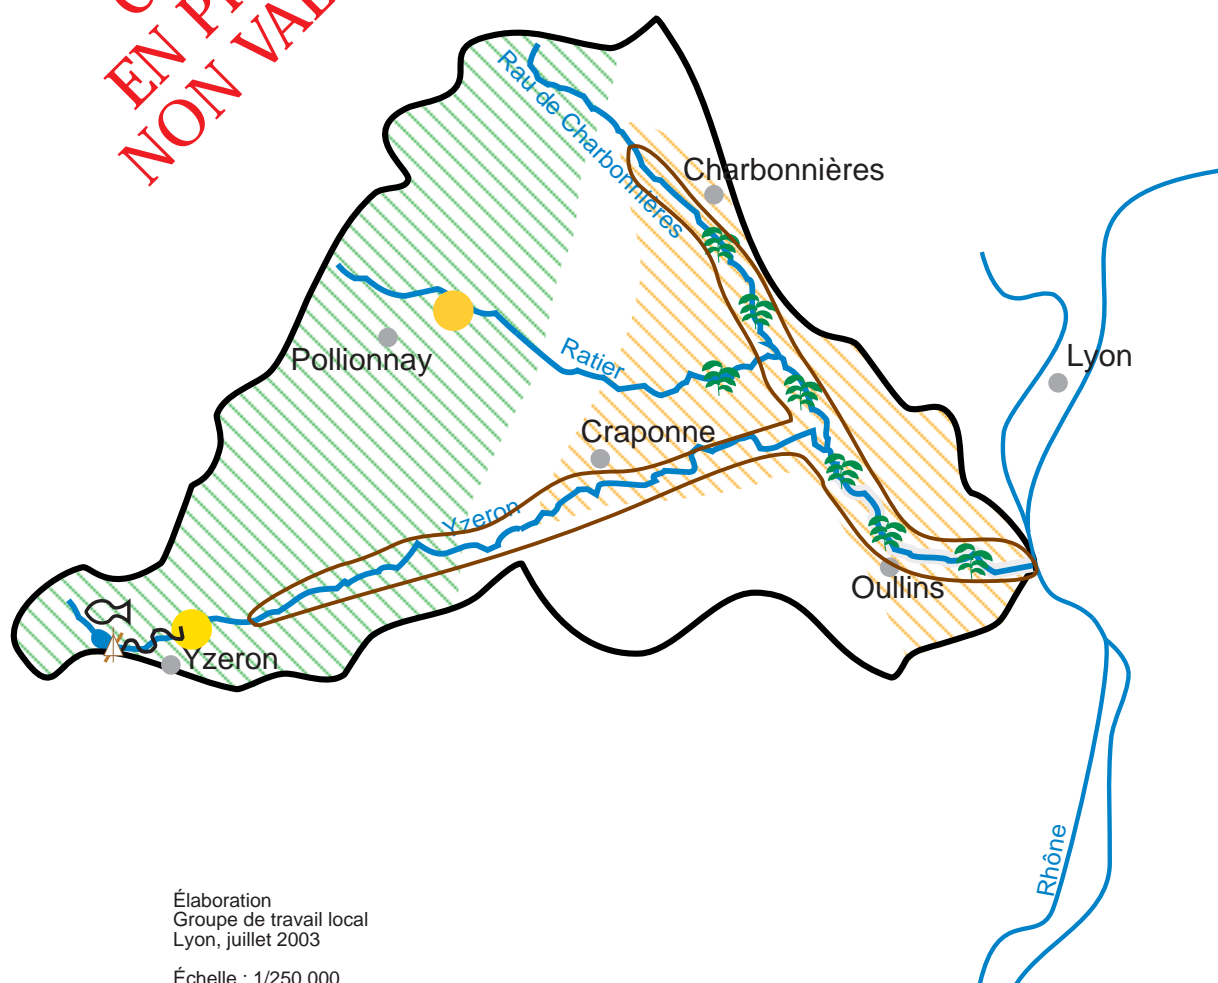 EN
NON
Rau de Charbonnières
Charbonnières
Lyon
Pollionnay
Ratier
Craponne
Yzeron
Oullins
Yzeron
Rhône
Élaboration
Groupe de travail local
Lyon, juillet 2003
Échelle : 1/250 000